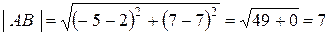 |AB| = √((−5−2)² + (7−7)²) = √(49+0) = 7